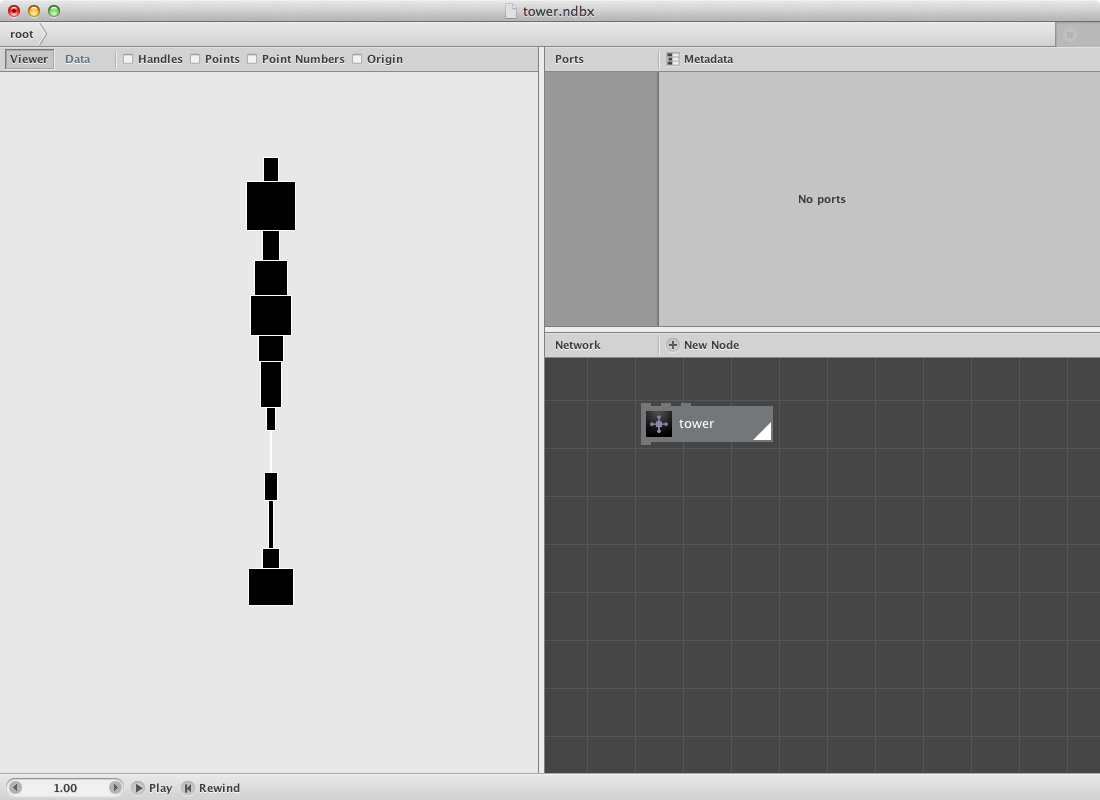 tower.ndbx
root
Viewer Data Handles Points Point Numbers Origin
Ports Metadata
No ports
Network New Node
tower
1.00 Play Rewind